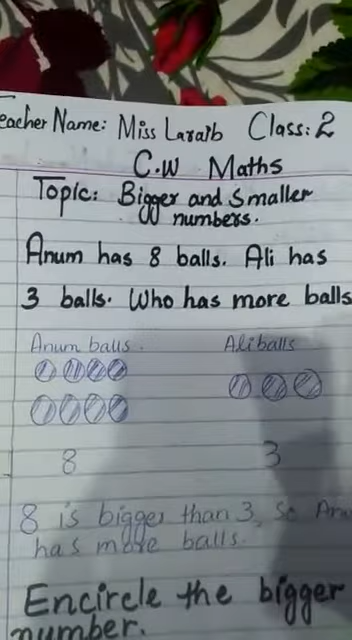 eacher Name: Miss Laraib Class: 2
C.W Maths
Topic: Bigger and Smaller
numbers.
Anum has 8 balls. Ali has
3 balls. Who has more balls
Anum balls. Ali balls
8 3
8 is bigger than 3, so Anu
has more balls.
Encircle the bigger
number.